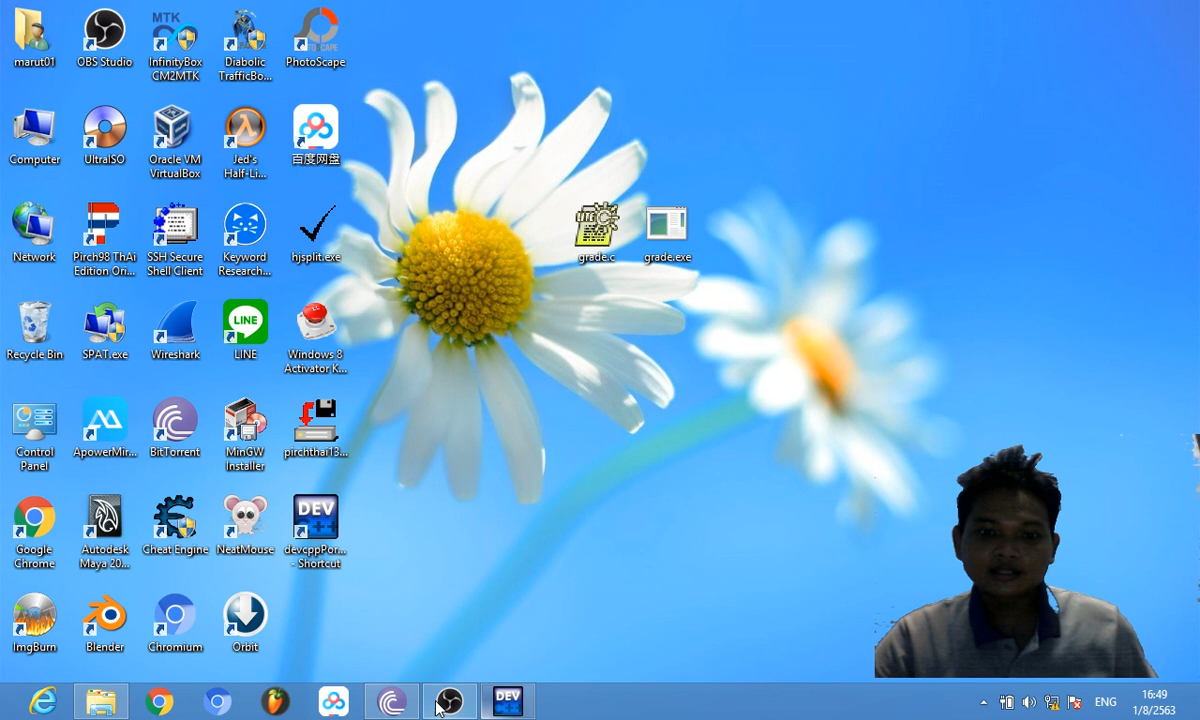 marut01
OBS Studio
MTK
InfinityBox
CM2MTK
Diabolic
TrafficBo...
PhotoScape
Computer
UltraISO
Oracle VM
VirtualBox
Jed's
Half-Li...
百度网盘
Network
Pirch98 ThAi
Edition Ori...
SSH Secure
Shell Client
Keyword
Research...
hjsplit.exe
grade.c
grade.exe
Recycle Bin
SPAT.exe
Wireshark
LINE
LINE
Windows 8
Activator K...
Control
Panel
ApowerMir...
BitTorrent
MinGW
Installer
pirchthai13...
Google
Chrome
Autodesk
Maya 20...
Cheat Engine
NeatMouse
DEV
C++
devcppPor...
- Shortcut
ImgBurn
Blender
Chromium
Orbit
DEV
ENG
16:49
1/8/2563